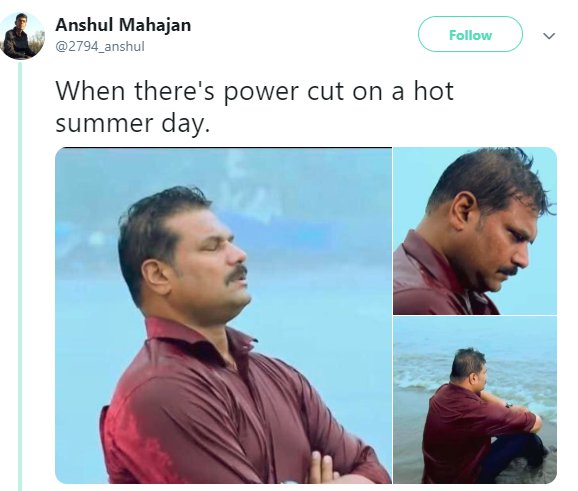 Anshul Mahajan
@2794_anshul
Follow
When there's power cut on a hot
summer day.